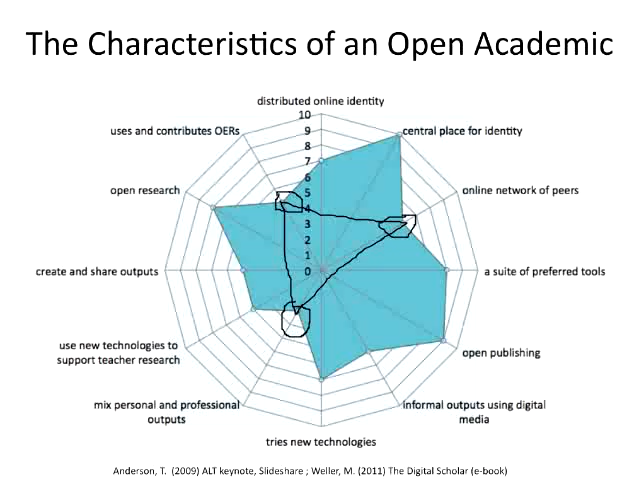 The Characteristics of an Open Academic
distributed online identity
uses and contributes OERs
central place for identity
open research
online network of peers
create and share outputs
a suite of preferred tools
use new technologies to
support teacher research
open publishing
mix personal and professional
outputs
informal outputs using digital
media
tries new technologies
10
9
8
7
6
5
4
3
2
1
0
Anderson, T. (2009) ALT keynote, Slideshare ; Weller, M. (2011) The Digital Scholar (e-book)